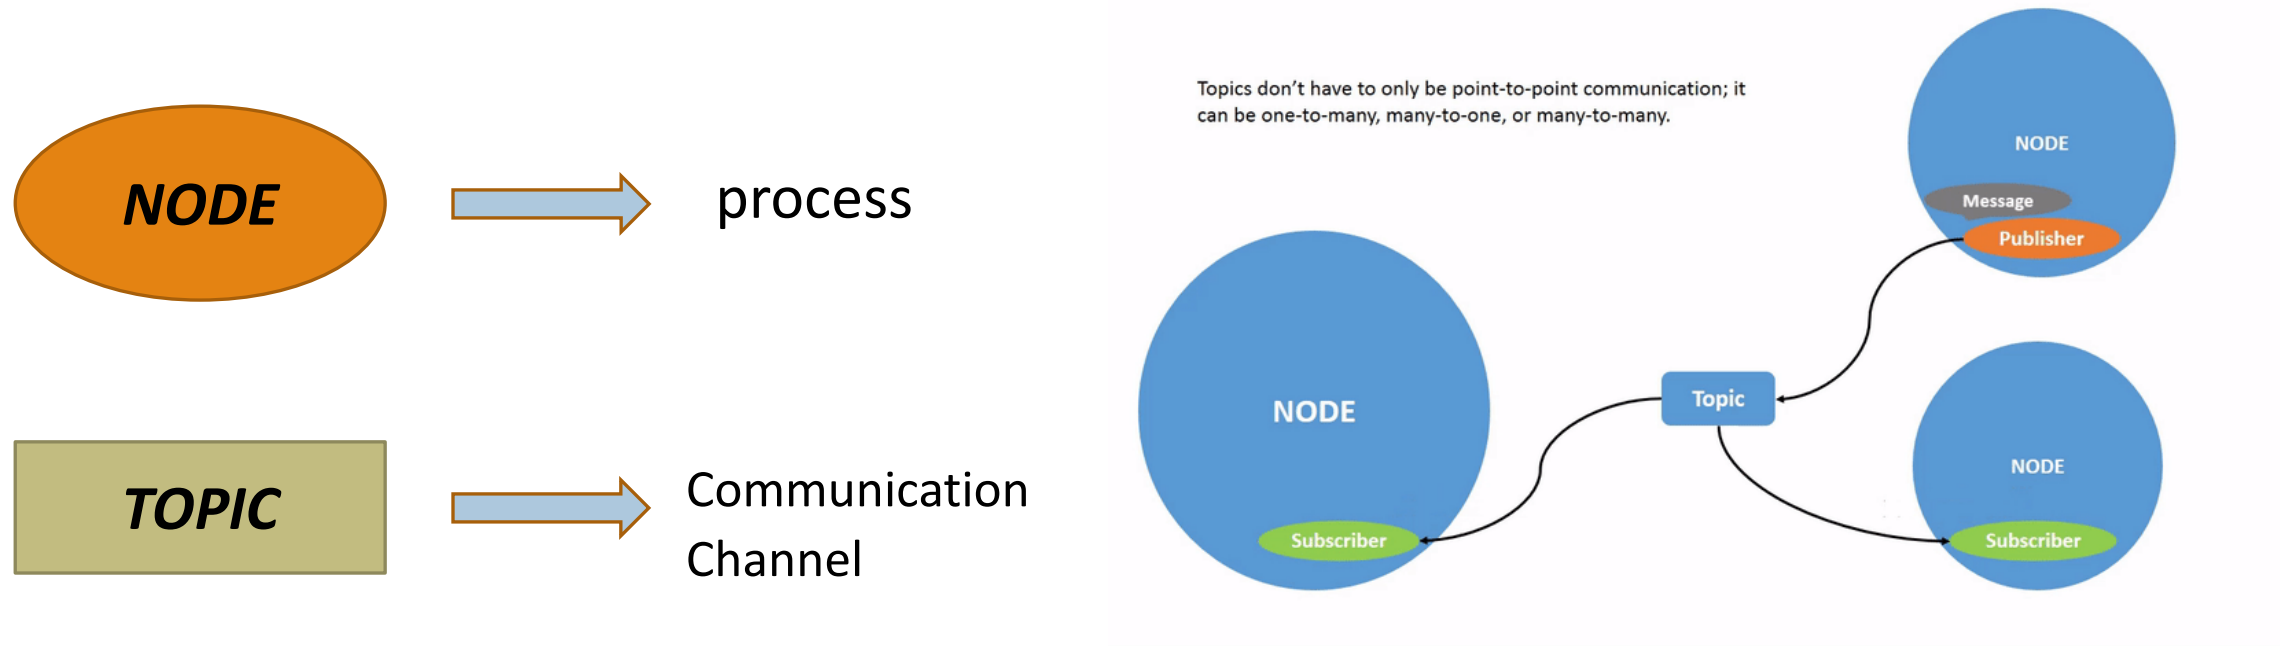 NODE
process
TOPIC
Communication
Channel
Topics don't have to only be point-to-point communication; it
can be one-to-many, many-to-one, or many-to-many.
NODE
Message
Publisher
Topic
NODE
Subscriber
NODE
Subscriber